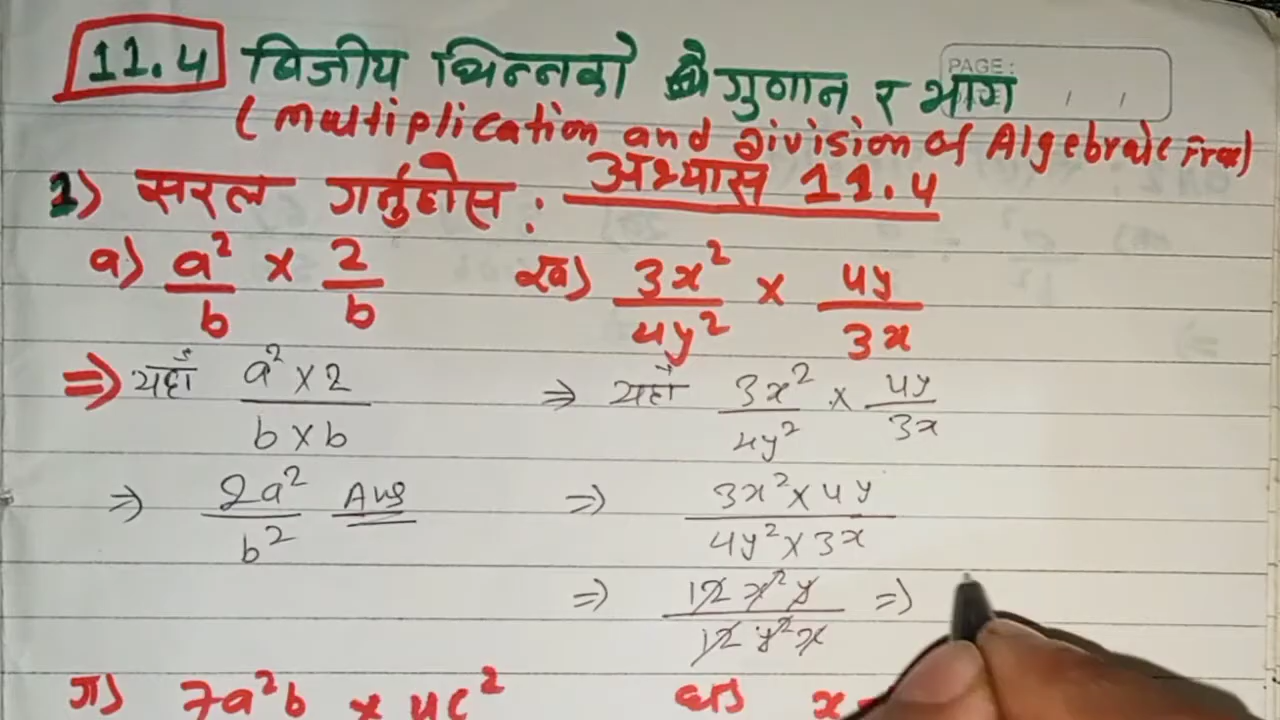 11.4 बिजीय भिन्नको गुणान र भाग
PAGE:
(multiplication and Division of Algebraic Frac)
1) सरल गर्नुहोस : अभ्यास 11.4
a) a²/b × 2/b ख) 3x²/4y² × 4y/3x
⇒ यहाँ a² × 2 / b × b ⇒ यहाँ 3x²/4y² × 4y/3x
⇒ 2a²/b² Ans ⇒ 3x² × 4y / 4y² × 3x
⇒ 12x²y / 12y²x ⇒
ग) 7a²b × 4c² घ) x